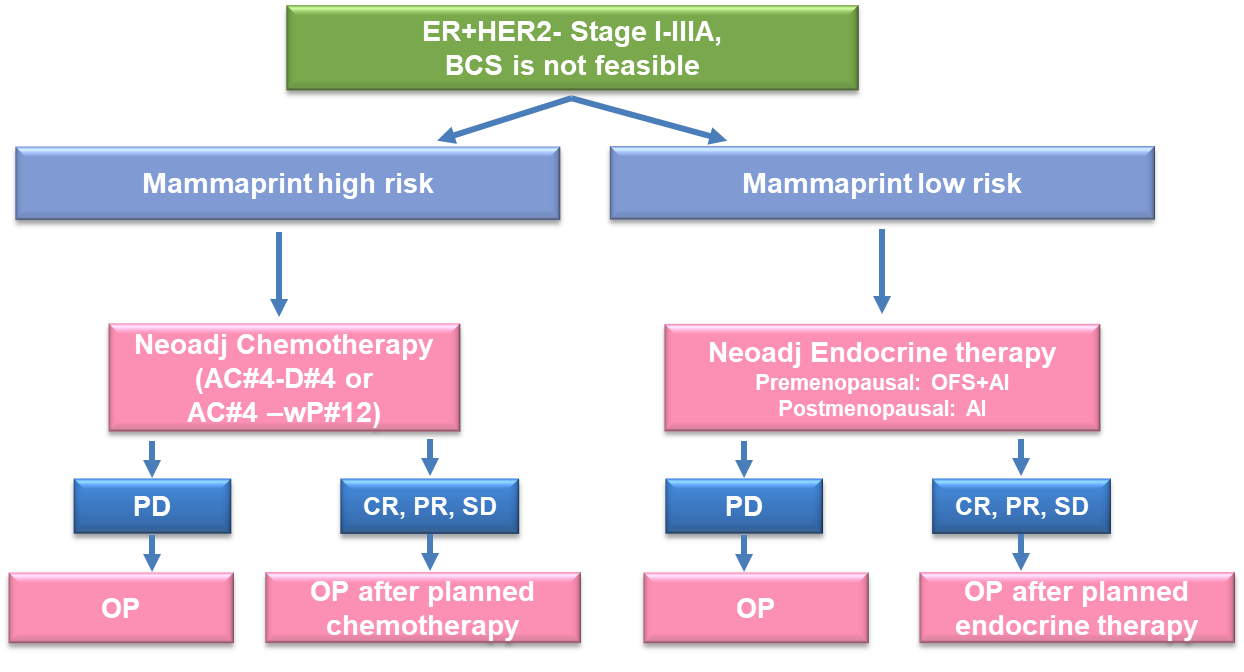 ER+HER2- Stage I-IIIA,
BCS is not feasible
Mammaprint high risk
Mammaprint low risk
Neoadj Chemotherapy
(AC#4-D#4 or
AC#4 –wP#12)
Neoadj Endocrine therapy
Premenopausal: OFS+AI
Postmenopausal: AI
PD
CR, PR, SD
PD
CR, PR, SD
OP
OP after planned
chemotherapy
OP
OP after planned
endocrine therapy